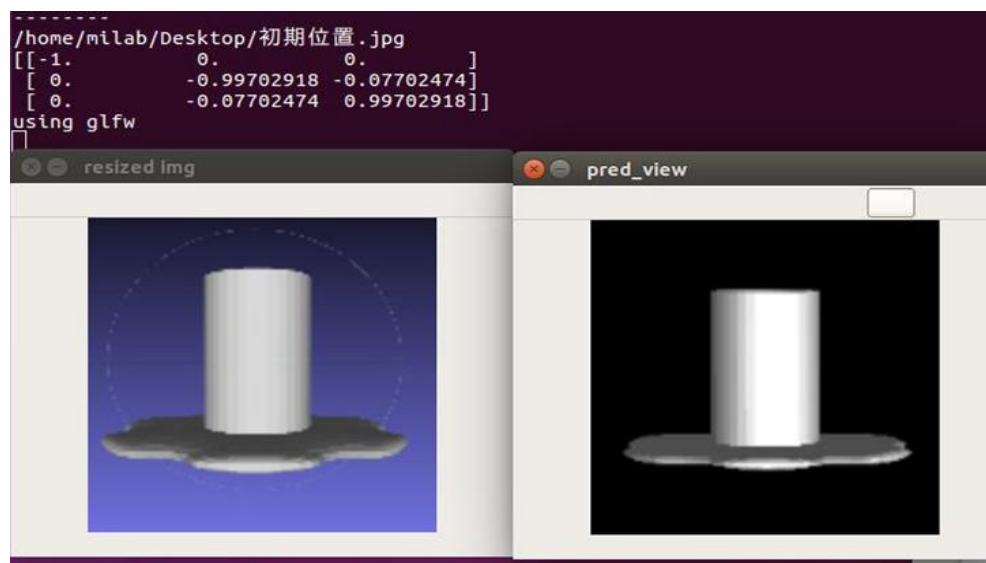 --------
/home/milab/Desktop/初期位置.jpg
[[-1. 0. 0. ]
[ 0. -0.99702918 -0.07702474]
[ 0. -0.07702474 0.99702918]]
using glfw
resized img
pred_view